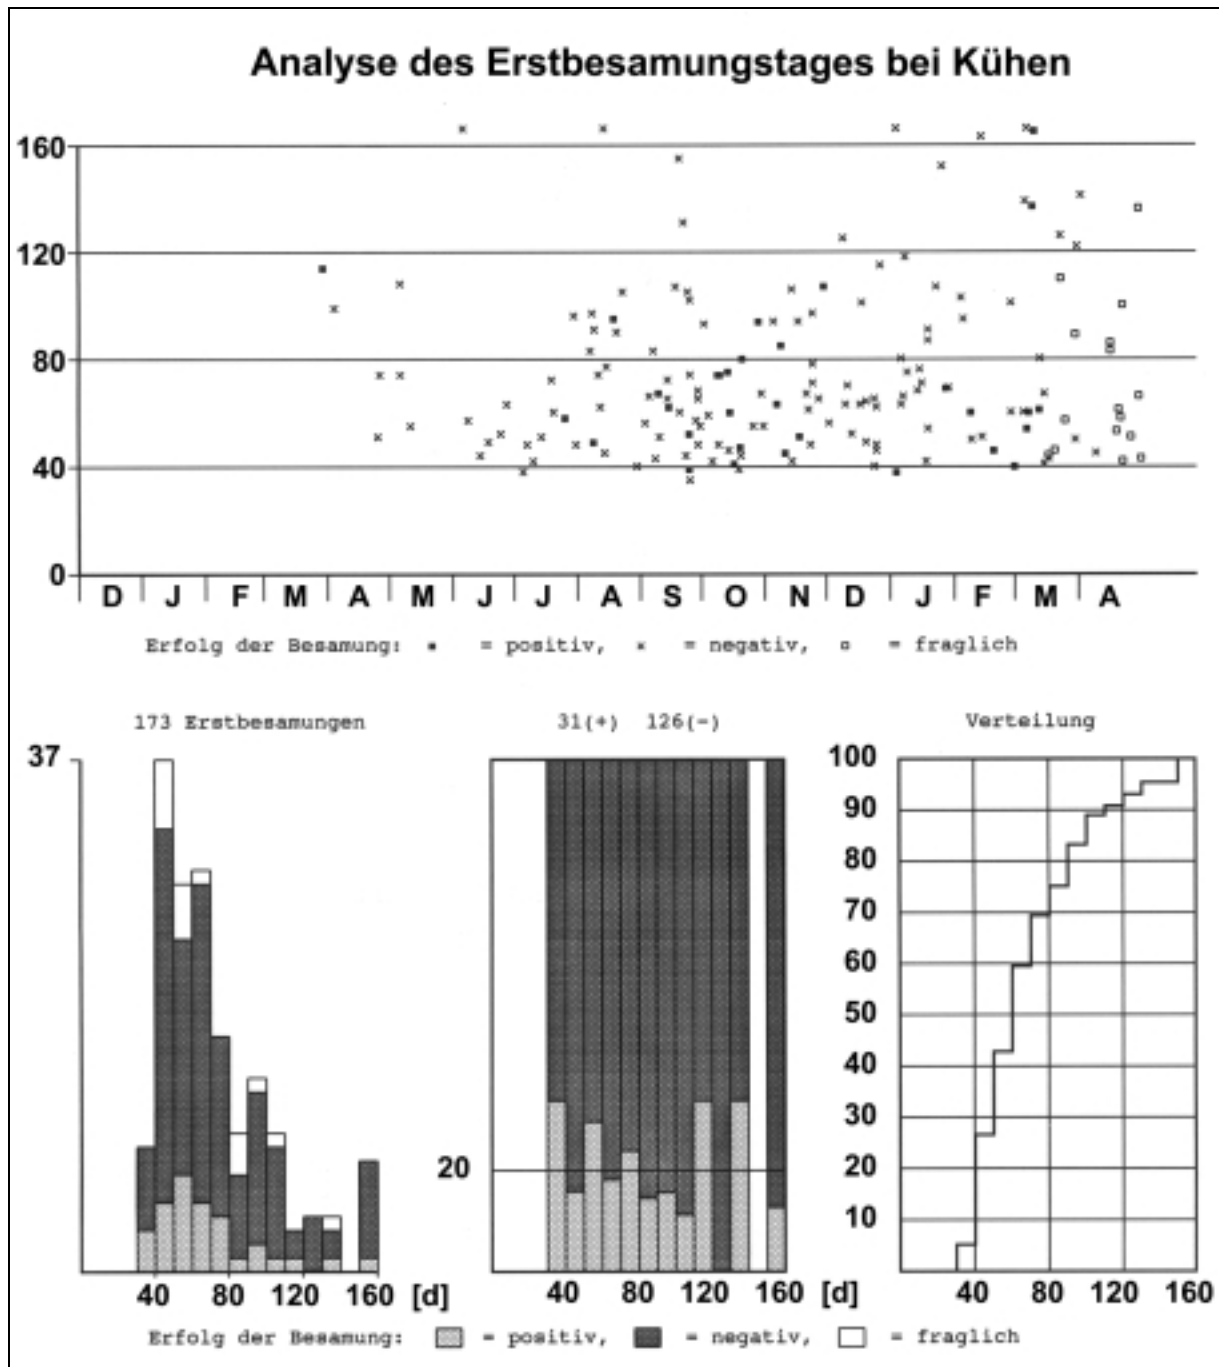 Analyse des Erstbesamungstages bei Kühen
160
120
80
40
0
D J F M A M J J A S O N D J F M A
Erfolg der Besamung: = positiv, = negativ, = fraglich
173 Erstbesamungen
31(+) 126(-)
Verteilung
37
20
100
90
80
70
60
50
40
30
20
10
40 80 120 160 [d]
40 80 120 160 [d]
40 80 120 160
Erfolg der Besamung: = positiv, = negativ, = fraglich